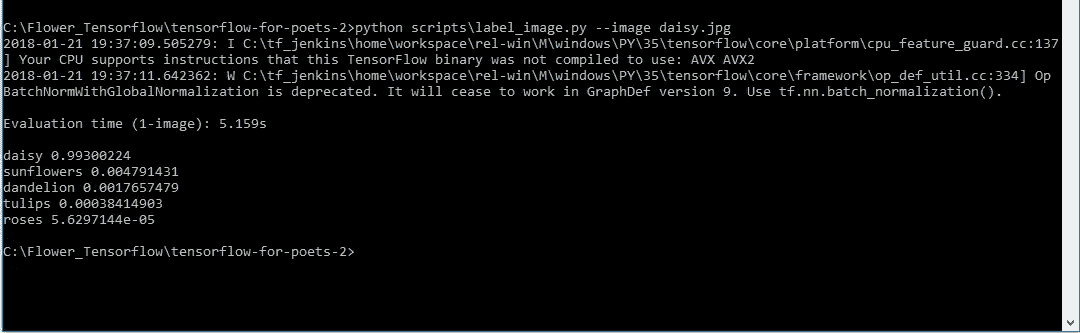 C:\Flower_Tensorflow\tensorflow-for-poets-2>python scripts\label_image.py --image daisy.jpg
2018-01-21 19:37:09.505279: I C:\tf_jenkins\home\workspace\rel-win\M\windows\PY\35\tensorflow\core\platform\cpu_feature_guard.cc:137
] Your CPU supports instructions that this TensorFlow binary was not compiled to use: AVX AVX2
2018-01-21 19:37:11.642362: W C:\tf_jenkins\home\workspace\rel-win\M\windows\PY\35\tensorflow\core\framework\op_def_util.cc:334] Op
BatchNormWithGlobalNormalization is deprecated. It will cease to work in GraphDef version 9. Use tf.nn.batch_normalization().
Evaluation time (1-image): 5.159s
daisy 0.99300224
sunflowers 0.004791431
dandelion 0.0017657479
tulips 0.00038414903
roses 5.6297144e-05
C:\Flower_Tensorflow\tensorflow-for-poets-2>